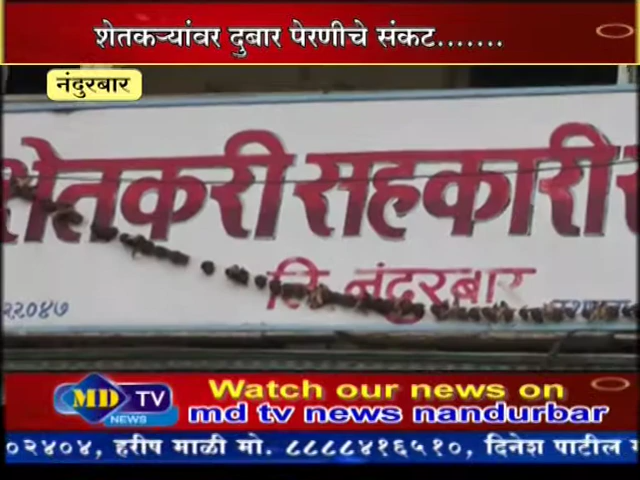 शेतकऱ्यांवर दुबार पेरणीचे संकट.......
नंदुरबार
शेतकरी सहकारी
लि. नंदुरबार
२२०४७
MD TV
NEWS
Watch our news on
md tv news nandurbar
०२४०४, हरीष माळी मो. ८८८८४१६५१०, दिनेश पाटील